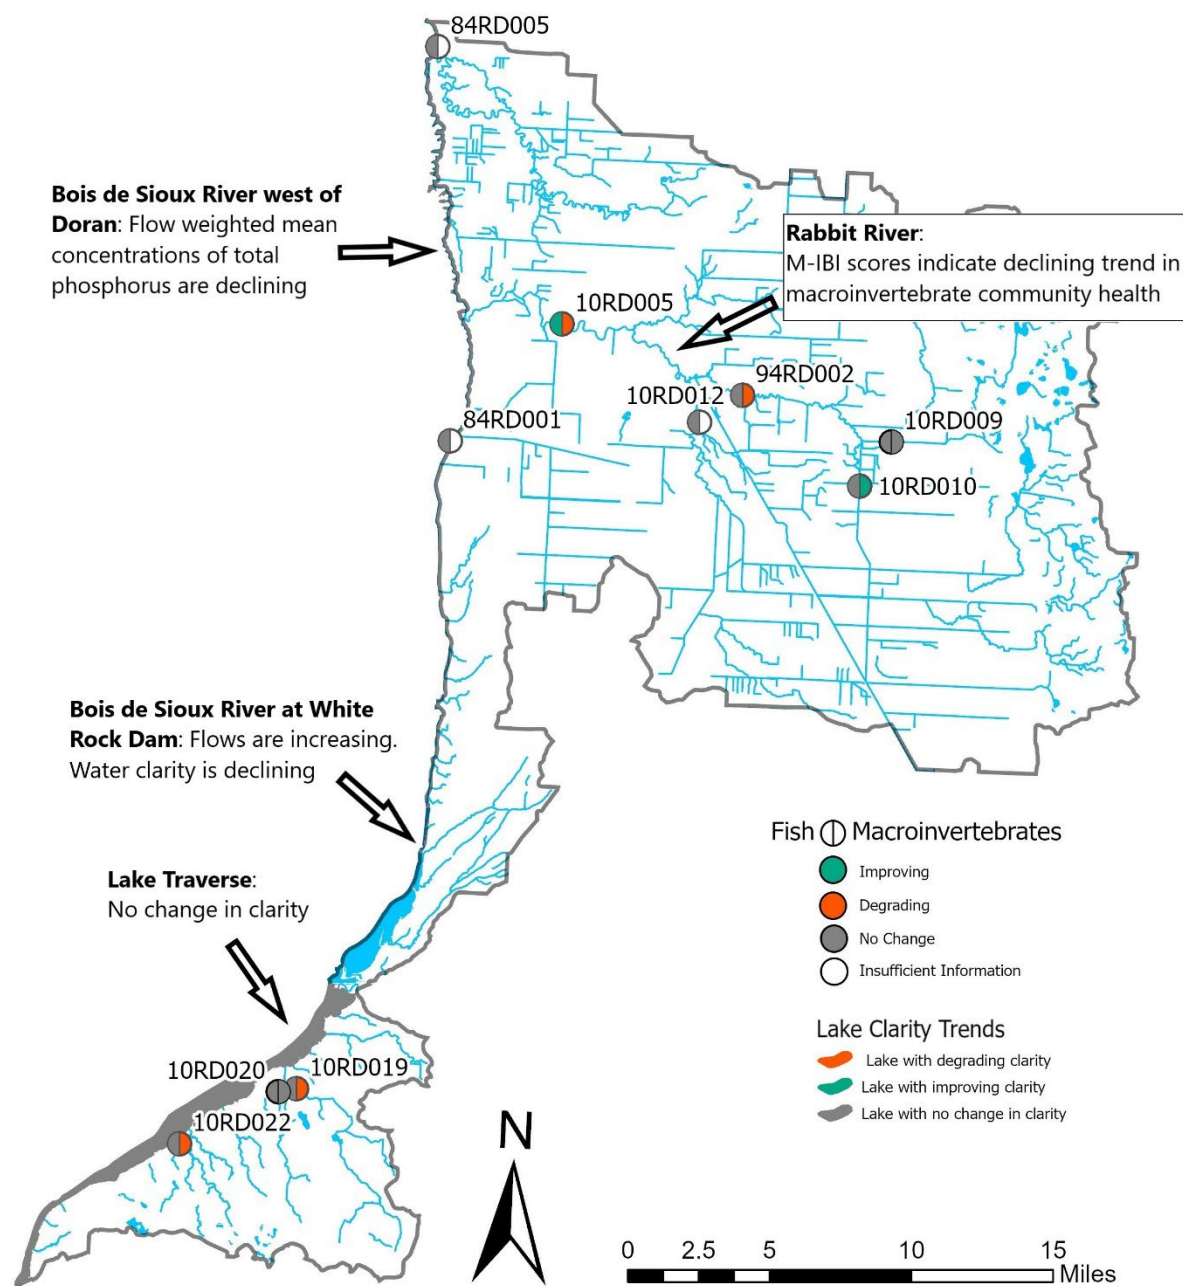 84RD005
Bois de Sioux River west of
Doran: Flow weighted mean
concentrations of total
phosphorus are declining
Rabbit River:
M-IBI scores indicate declining trend in
macroinvertebrate community health
10RD005
94RD002
10RD012
10RD009
84RD001
10RD010
Bois de Sioux River at White
Rock Dam: Flows are increasing.
Water clarity is declining
Lake Traverse:
No change in clarity
Fish Macroinvertebrates
Improving
Degrading
No Change
Insufficient Information
Lake Clarity Trends
Lake with degrading clarity
Lake with improving clarity
Lake with no change in clarity
10RD020
10RD019
10RD022
N
0 2.5 5 10 15
Miles